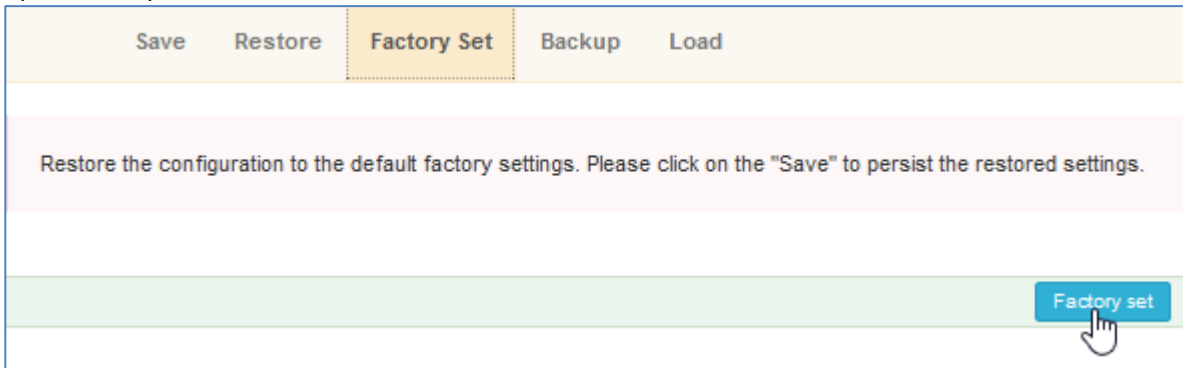 Save Restore Factory Set Backup Load
Restore the configuration to the default factory settings. Please click on the "Save" to persist the restored settings.
Factory set